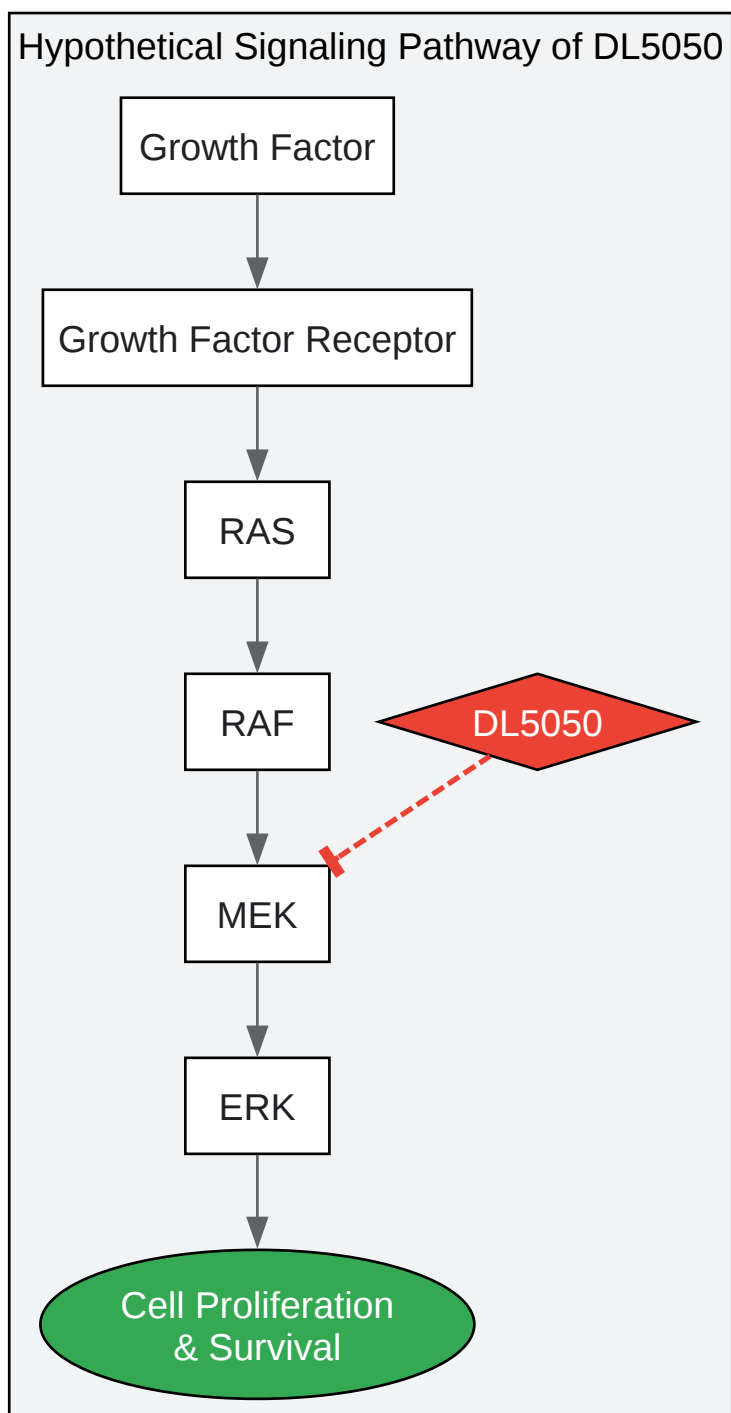 Hypothetical Signaling Pathway of DL5050
Growth Factor
Growth Factor Receptor
RAS
RAF
DL5050
MEK
ERK
Cell Proliferation
& Survival